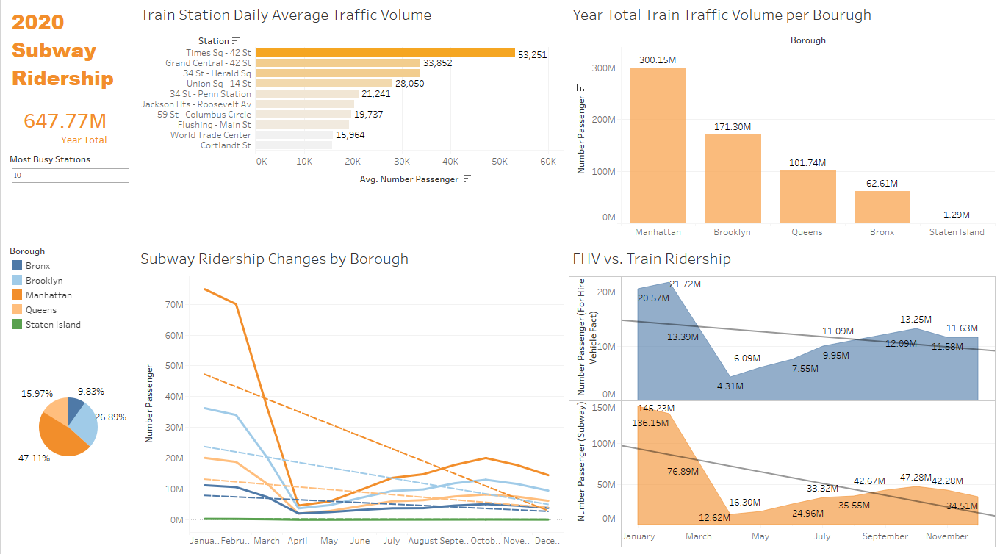 2020
Subway
Ridership
647.77M
Year Total
Most Busy Stations
10
Train Station Daily Average Traffic Volume
Station
Times Sq - 42 St
53,251
Grand Central - 42 St
33,852
34 St - Herald Sq
Union Sq - 14 St
28,050
34 St - Penn Station
21,241
Jackson Hts - Roosevelt Av
59 St - Columbus Circle
19,737
Flushing - Main St
World Trade Center
15,964
Cortlandt St
0K 10K 20K 30K 40K 50K 60K
Avg. Number Passenger
Year Total Train Traffic Volume per Bourugh
Borough
Number Passenger
300M
200M
100M
0M
300.15M
171.30M
101.74M
62.61M
1.29M
Manhattan Brooklyn Queens Bronx Staten Island
Borough
Bronx
Brooklyn
Manhattan
Queens
Staten Island
15.97% 9.83%
26.89%
47.11%
Subway Ridership Changes by Borough
Number Passenger
70M
60M
50M
40M
30M
20M
10M
0M
Janua.. Febru.. March April May June July August Septe.. Octob.. Nove.. Dece..
FHV vs. Train Ridership
Number Passenger (For Hire
Vehicle Fact)
20M
10M
0M
21.72M
20.57M
13.39M
4.31M
6.09M
7.55M
9.95M
11.09M
12.09M
13.25M
11.58M
11.63M
Number Passenger (Subway)
150M
100M
50M
0M
145.23M
136.15M
76.89M
12.62M
16.30M
24.96M
33.32M
35.55M
42.67M
47.28M
42.28M
34.51M
January March May July September November